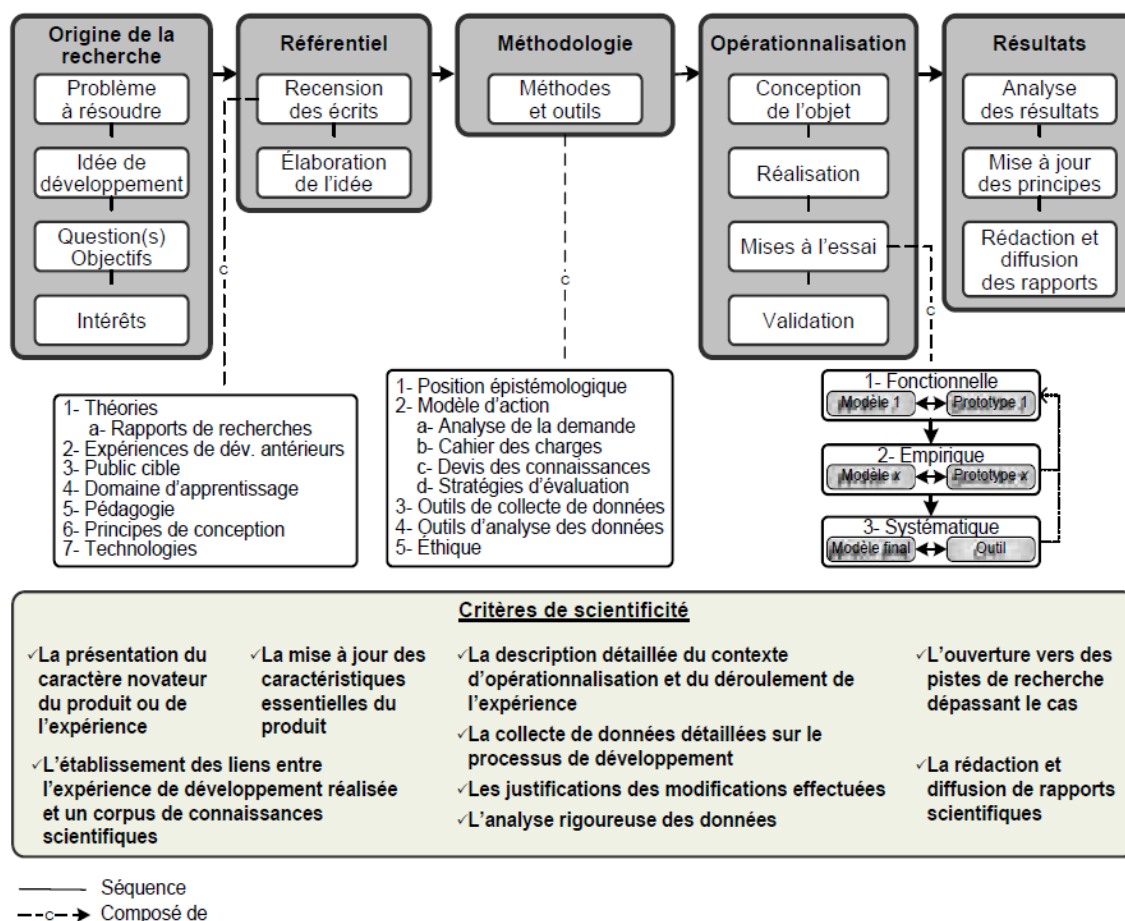 Origine de la
recherche
Problème
à résoudre
Idée de
développement
Question(s)
Objectifs
Intérêts
Référentiel
Recension
des écrits
Élaboration
de l'idée
Méthodologie
Méthodes
et outils
Opérationnalisation
Conception
de l'objet
Réalisation
Mises à l'essai
Validation
Résultats
Analyse
des résultats
Mise à jour
des principes
Rédaction et
diffusion
des rapports
C
C
C
1- Théories
a- Rapports de recherches
2- Expériences de dév. antérieurs
3- Public cible
4- Domaine d'apprentissage
5- Pédagogie
6- Principes de conception
7- Technologies
1- Position épistémologique
2- Modèle d'action
a- Analyse de la demande
b- Cahier des charges
c- Devis des connaissances
d- Stratégies d'évaluation
3- Outils de collecte de données
4- Outils d'analyse des données
5- Éthique
1- Fonctionnelle
Modèle 1 Prototype 1
2- Empirique
Modèle x Prototype x
3- Systématique
Modèle final Outil
Critères de scientificité
✓La présentation du
caractère novateur
du produit ou de
l'expérience
✓La mise à jour des
caractéristiques
essentielles du
produit
✓L'établissement des liens entre
l'expérience de développement réalisée
et un corpus de connaissances
scientifiques
✓La description détaillée du contexte
d'opérationnalisation et du déroulement de
l'expérience
✓La collecte de données détaillées sur le
processus de développement
✓Les justifications des modifications effectuées
✓L'analyse rigoureuse des données
✓L'ouverture vers des
pistes de recherche
dépassant le cas
✓La rédaction et
diffusion de rapports
scientifiques
Séquence
C Composé de